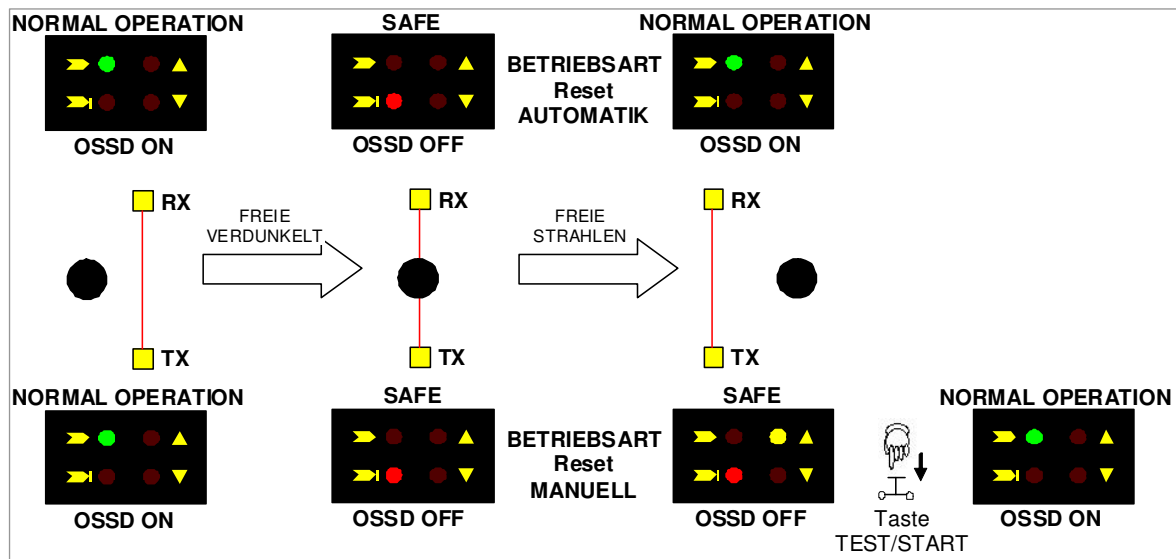 NORMAL OPERATION
SAFE
NORMAL OPERATION
BETRIEBSART
Reset
AUTOMATIK
OSSD ON
OSSD OFF
OSSD ON
RX
RX
RX
FREIE
VERDUNKELT
FREIE
STRAHLEN
TX
TX
TX
NORMAL OPERATION
SAFE
SAFE
NORMAL OPERATION
BETRIEBSART
Reset
MANUELL
OSSD ON
OSSD OFF
OSSD OFF
Taste
TEST/START
OSSD ON